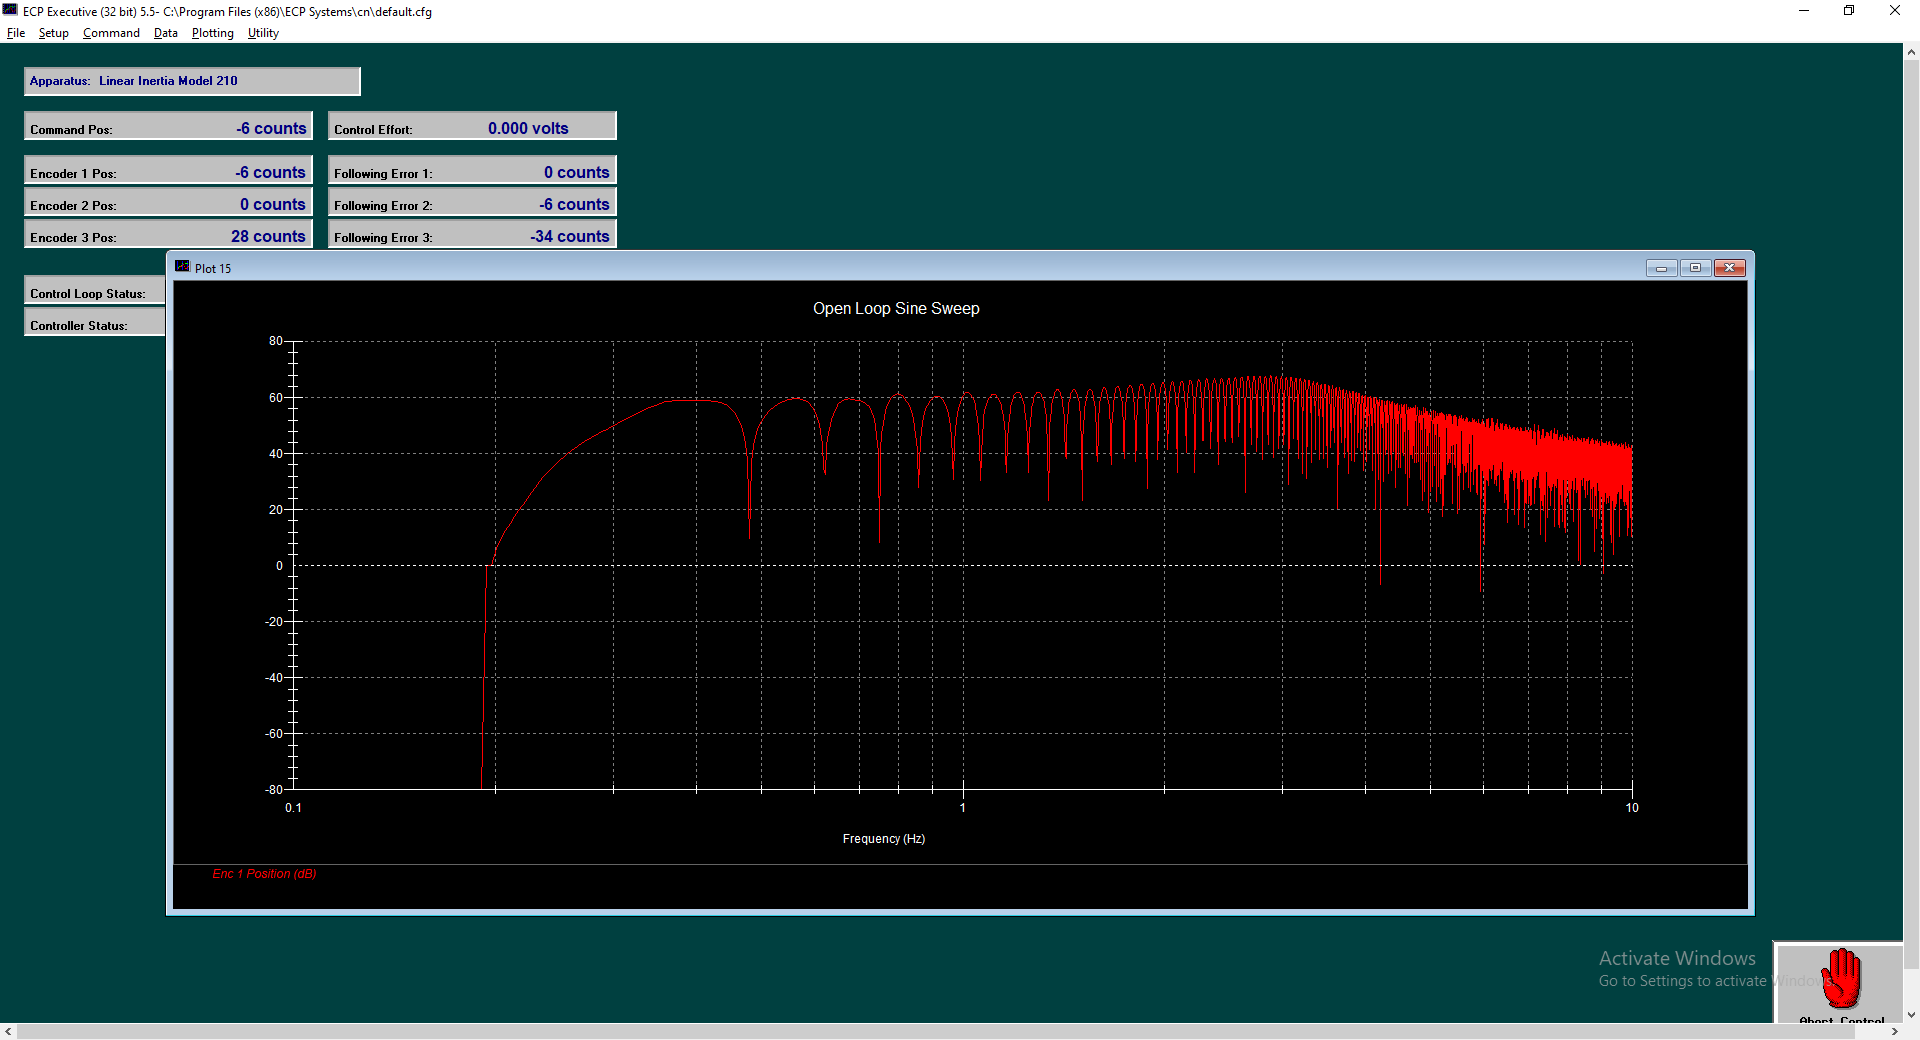 ECP Executive (32 bit) 5.5- C:\Program Files (x86)\ECP Systems\cn\default.cfg
File Setup Command Data Plotting Utility
Apparatus: Linear Inertia Model 210
Command Pos: -6 counts
Control Effort: 0.000 volts
Encoder 1 Pos: -6 counts
Following Error 1: 0 counts
Encoder 2 Pos: 0 counts
Following Error 2: -6 counts
Encoder 3 Pos: 28 counts
Following Error 3: -34 counts
Control Loop Status:
Controller Status:
Plot 15
Open Loop Sine Sweep
80
60
40
20
0
-20
-40
-60
-80
0.1 1 10
Frequency (Hz)
Enc 1 Position (dB)
Activate Windows
Go to Settings to activate Windows.
Abort Control